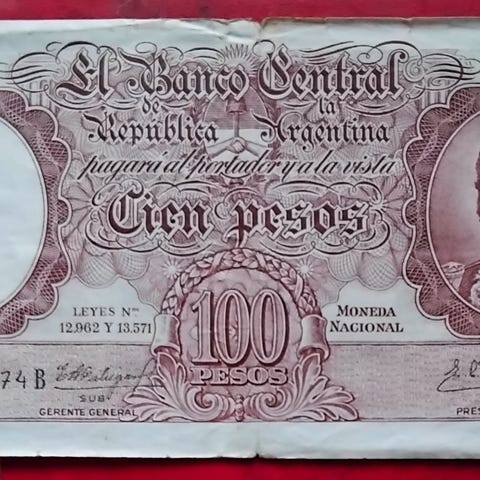 El Banco Central
de la
República Argentina
pagará al portador y a la vista
Cien pesos
LEYES Nos
12.962 Y 13.571
100
PESOS
MONEDA
NACIONAL
74 B
SUB
GERENTE GENERAL
PRES